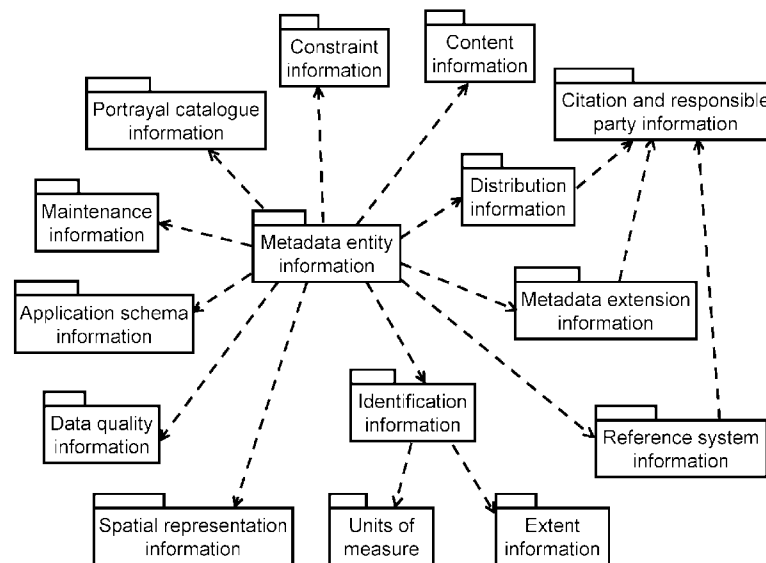 Constraint
information
Content
information
Portrayal catalogue
information
Citation and responsible
party information
Maintenance
information
Distribution
information
Metadata entity
information
Application schema
information
Metadata extension
information
Data quality
information
Identification
information
Reference system
information
Spatial representation
information
Units of
measure
Extent
information